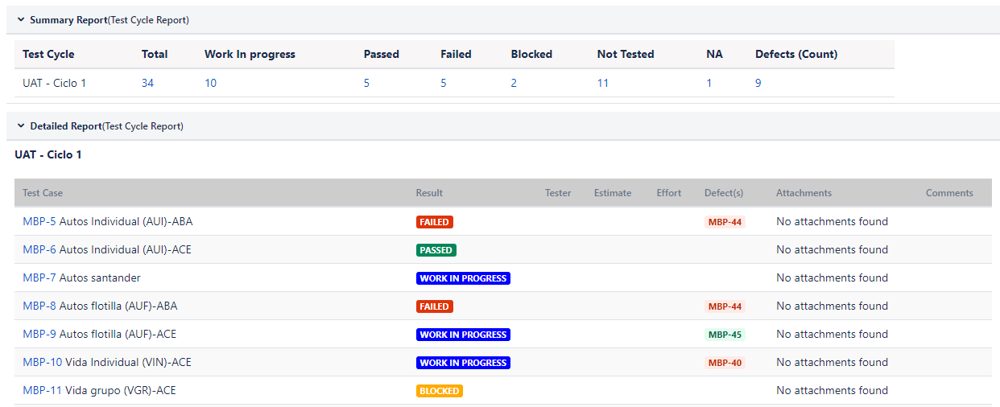 Summary Report(Test Cycle Report)
Test Cycle Total Work In progress Passed Failed Blocked Not Tested NA Defects (Count)
UAT - Ciclo 1 34 10 5 5 2 11 1 9
Detailed Report(Test Cycle Report)
UAT - Ciclo 1
Test Case Result Tester Estimate Effort Defect(s) Attachments Comments
MBP-5 Autos Individual (AUI)-ABA FAILED MBP-44 No attachments found
MBP-6 Autos Individual (AUI)-ACE PASSED No attachments found
MBP-7 Autos santander WORK IN PROGRESS No attachments found
MBP-8 Autos flotilla (AUF)-ABA FAILED MBP-44 No attachments found
MBP-9 Autos flotilla (AUF)-ACE WORK IN PROGRESS MBP-45 No attachments found
MBP-10 Vida Individual (VIN)-ACE WORK IN PROGRESS MBP-40 No attachments found
MBP-11 Vida grupo (VGR)-ACE BLOCKED No attachments found